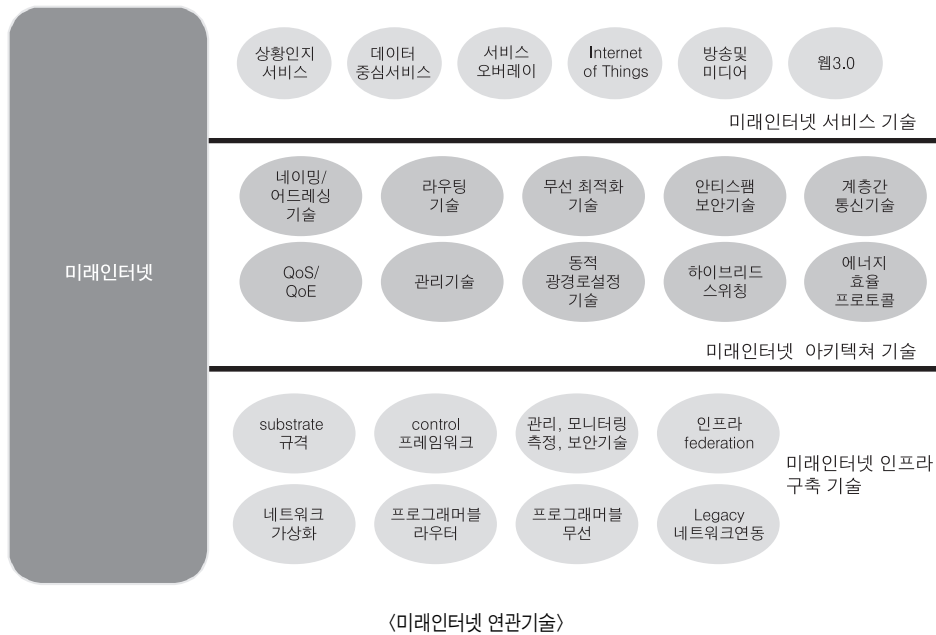 미래인터넷
상황인지
서비스
데이터
중심서비스
서비스
오버레이
Internet
of Things
방송및
미디어
웹3.0
미래인터넷 서비스 기술
네이밍/
어드레싱
기술
라우팅
기술
무선 최적화
기술
안티스팸
보안기술
계층간
통신기술
QoS/
QoE
관리기술
동적
광경로설정
기술
하이브리드
스위칭
에너지
효율
프로토콜
미래인터넷 아키텍쳐 기술
substrate
규격
control
프레임워크
관리, 모니터링
측정, 보안기술
인프라
federation
미래인터넷 인프라
구축 기술
네트워크
가상화
프로그래머블
라우터
프로그래머블
무선
Legacy
네트워크연동
〈미래인터넷 연관기술〉